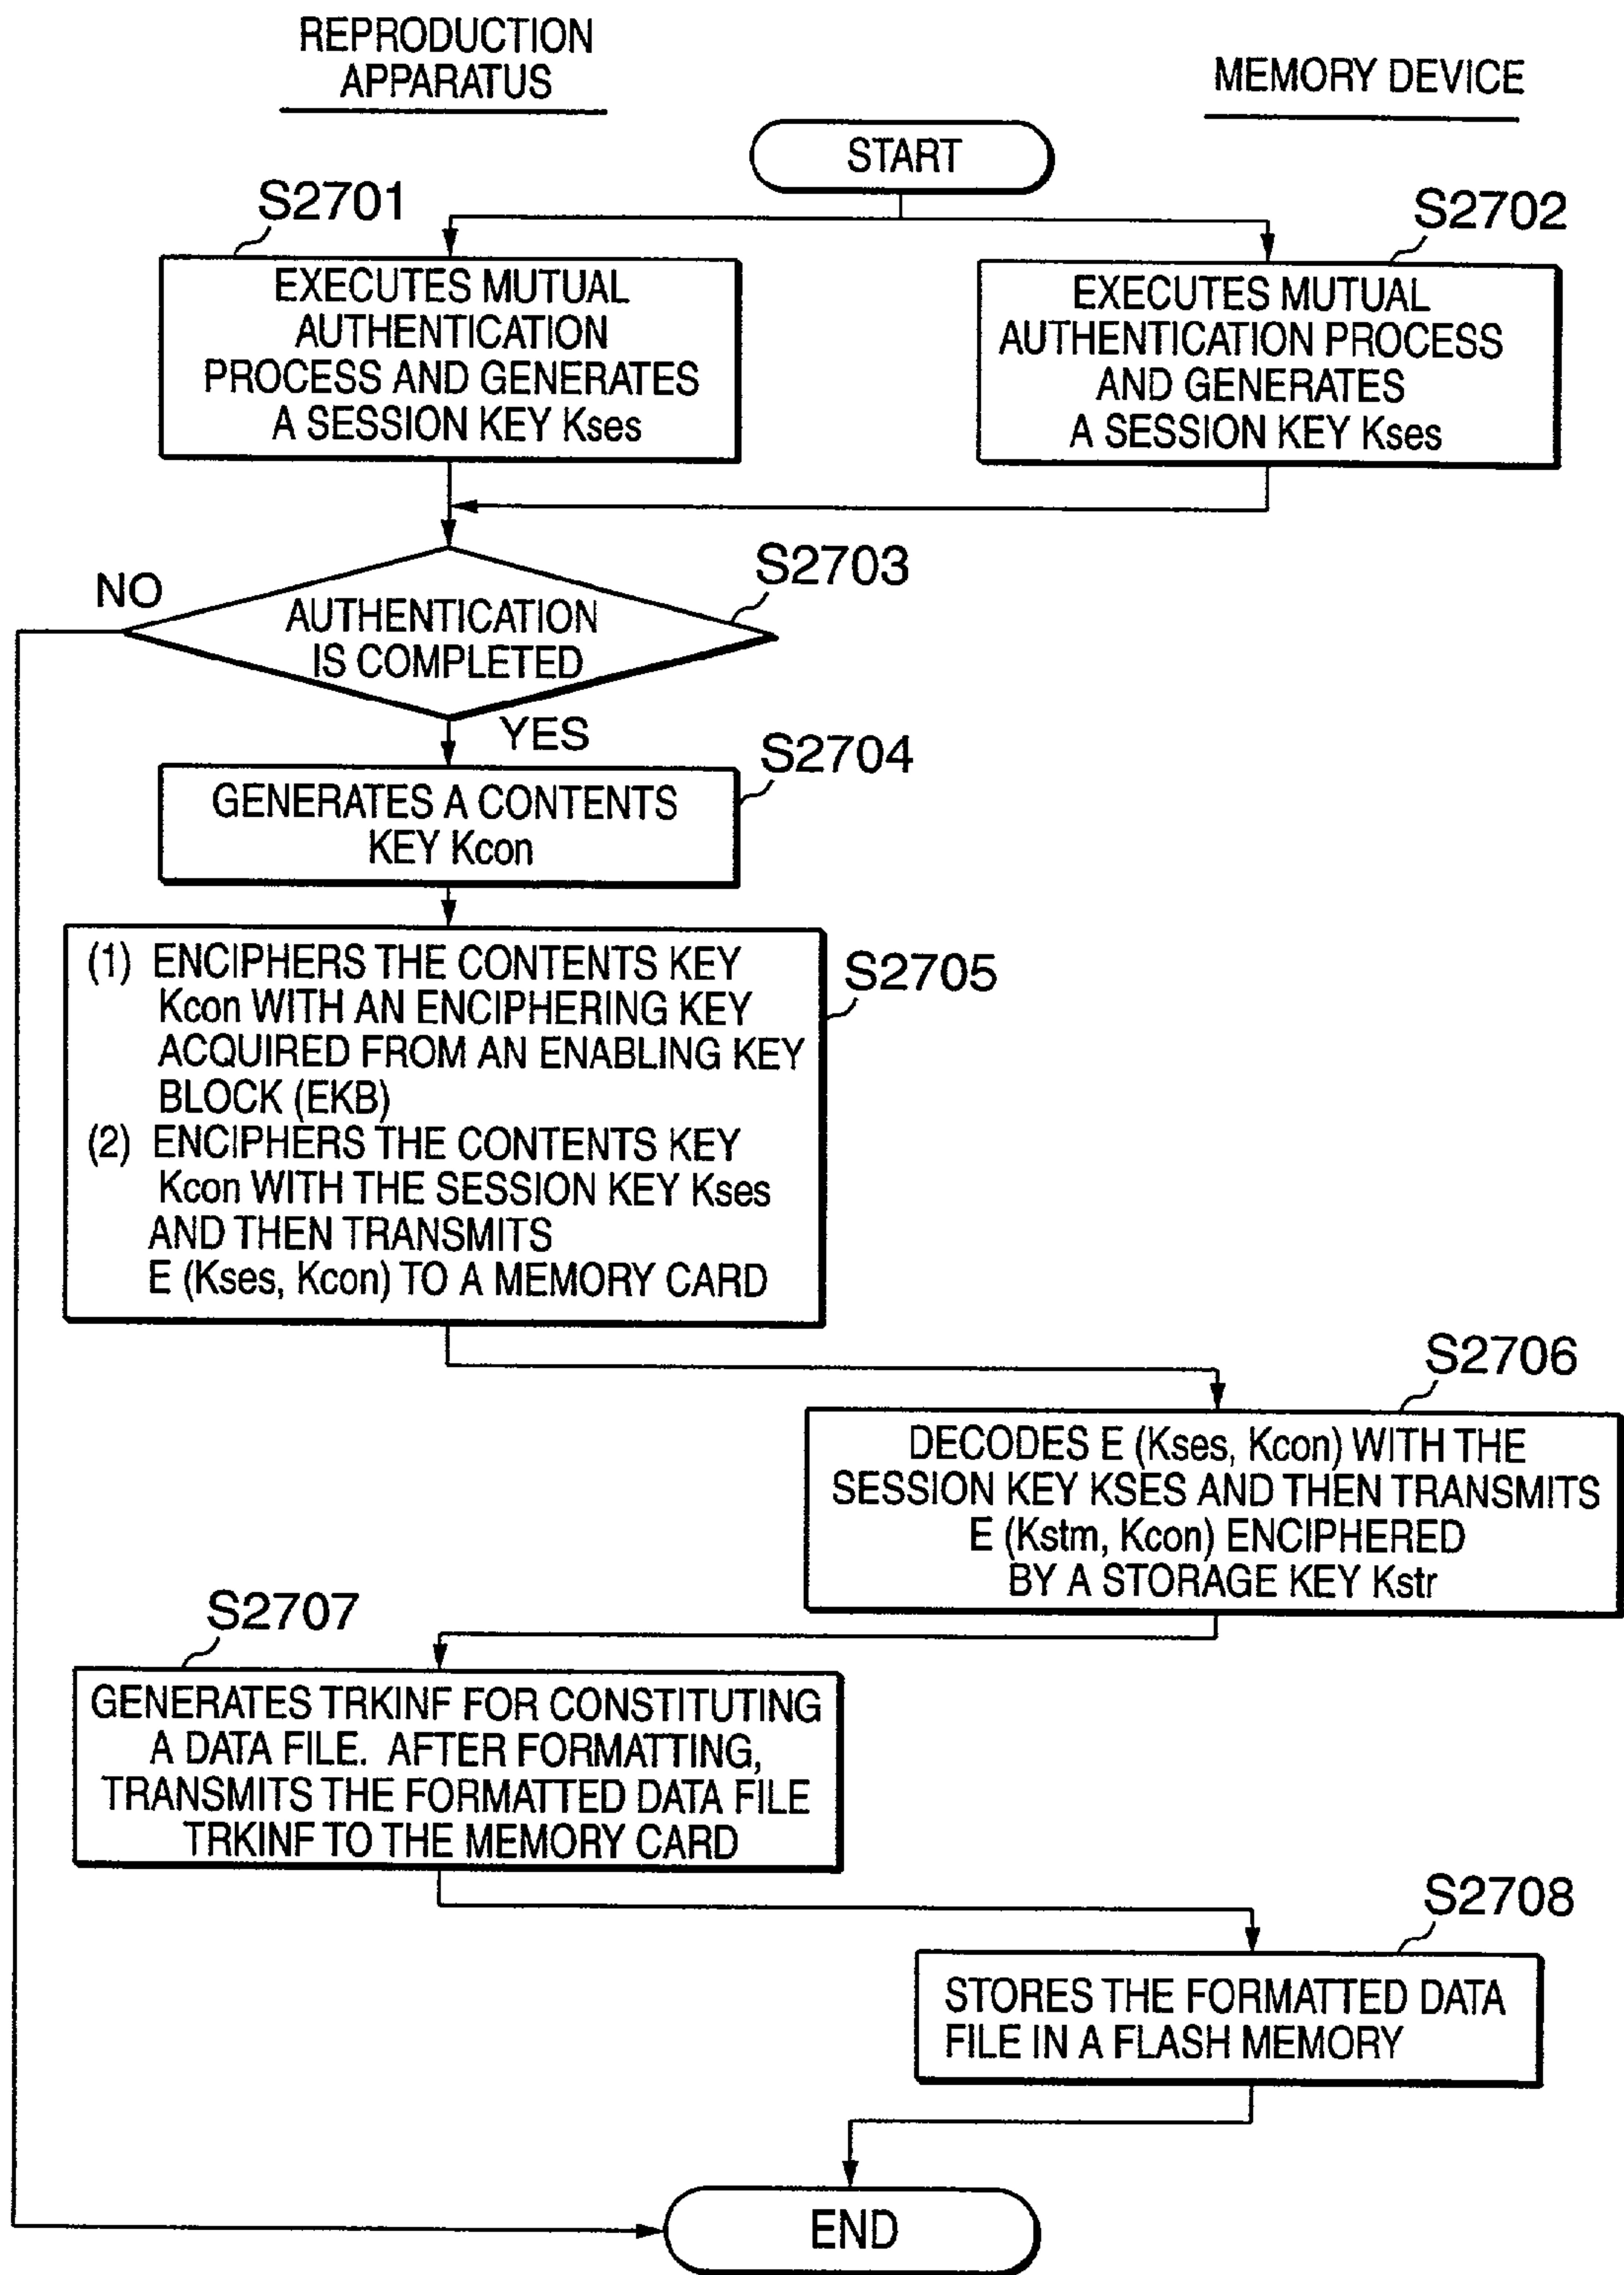 REPRODUCTION
APPARATUS
MEMORY DEVICE
START
S2701
EXECUTES MUTUAL
AUTHENTICATION
PROCESS AND GENERATES
A SESSION KEY Kses
S2702
EXECUTES MUTUAL
AUTHENTICATION PROCESS
AND GENERATES
A SESSION KEY Kses
S2703
NO
AUTHENTICATION
IS COMPLETED
YES
S2704
GENERATES A CONTENTS
KEY Kcon
S2705
(1) ENCIPHERS THE CONTENTS KEY
Kcon WITH AN ENCIPHERING KEY
ACQUIRED FROM AN ENABLING KEY
BLOCK (EKB)
(2) ENCIPHERS THE CONTENTS KEY
Kcon WITH THE SESSION KEY Kses
AND THEN TRANSMITS
E (Kses, Kcon) TO A MEMORY CARD
S2706
DECODES E (Kses, Kcon) WITH THE
SESSION KEY KSES AND THEN TRANSMITS
E (Kstm, Kcon) ENCIPHERED
BY A STORAGE KEY Kstr
S2707
GENERATES TRKINF FOR CONSTITUTING
A DATA FILE. AFTER FORMATTING,
TRANSMITS THE FORMATTED DATA FILE
TRKINF TO THE MEMORY CARD
S2708
STORES THE FORMATTED DATA
FILE IN A FLASH MEMORY
END